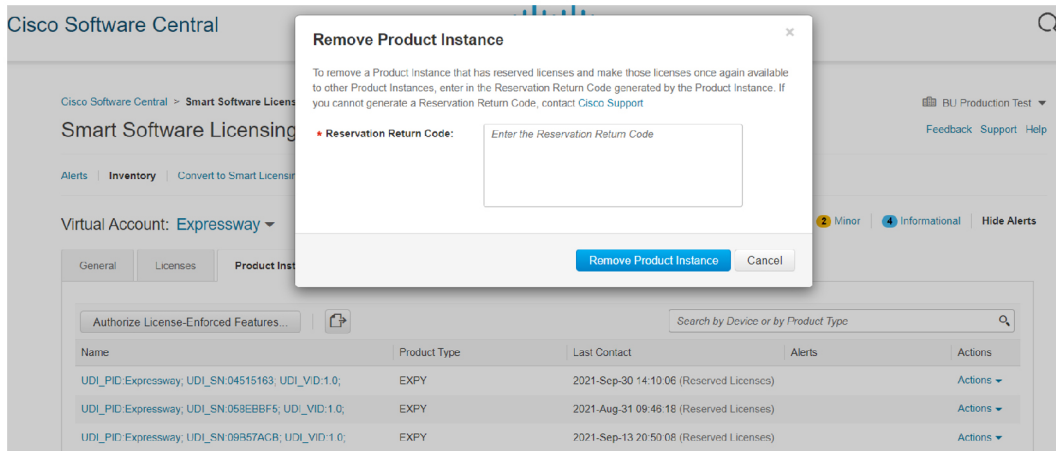 Cisco Software Central
Remove Product Instance
×
To remove a Product Instance that has reserved licenses and make those licenses once again available
to other Product Instances, enter in the Reservation Return Code generated by the Product Instance. If
you cannot generate a Reservation Return Code, contact Cisco Support
* Reservation Return Code:
Enter the Reservation Return Code
Remove Product Instance
Cancel
Cisco Software Central > Smart Software Licens
BU Production Test
Smart Software Licensing
Feedback Support Help
Alerts | Inventory | Convert to Smart Licensin
Virtual Account: Expressway
2 Minor | 4 Informational | Hide Alerts
General Licenses Product Inst
Authorize License-Enforced Features...
Search by Device or by Product Type
Name Product Type Last Contact Alerts Actions
UDI_PID:Expressway; UDI_SN:04515163; UDI_VID:1.0; EXPY 2021-Sep-30 14:10:06 (Reserved Licenses) Actions
UDI_PID:Expressway; UDI_SN:058EBBF5; UDI_VID:1.0; EXPY 2021-Aug-31 09:46:18 (Reserved Licenses) Actions
UDI_PID:Expressway; UDI_SN:09B57ACB; UDI_VID:1.0; EXPY 2021-Sep-13 20:50:08 (Reserved Licenses) Actions